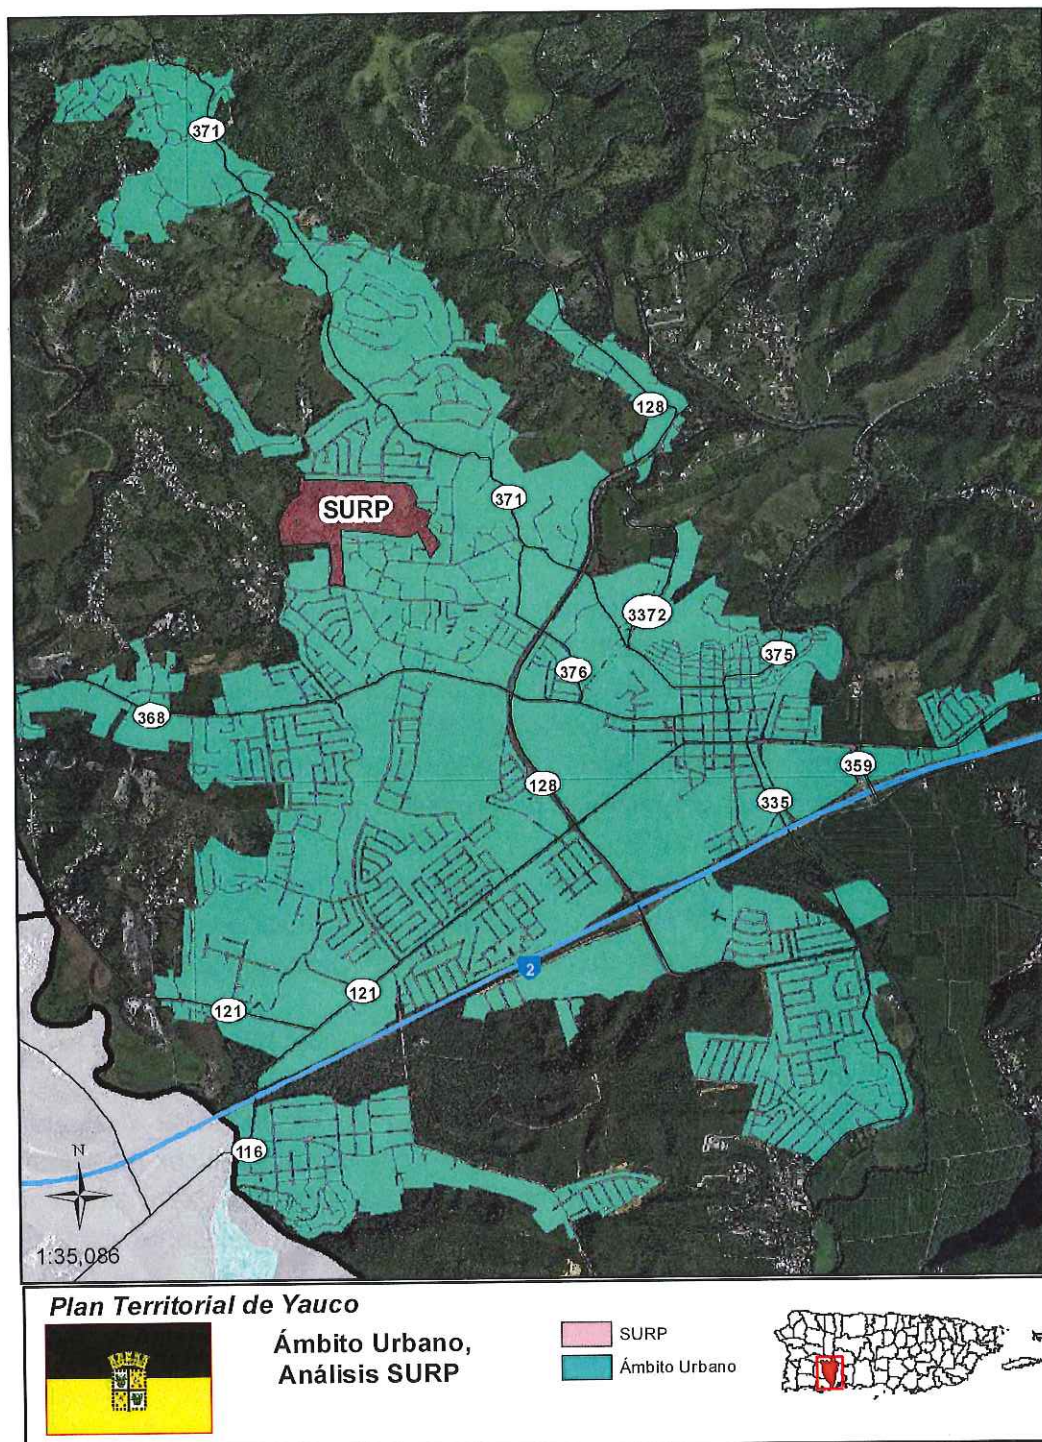 371
128
SURP
371
3372
376
375
368
359
128
335
2
121
121
116
N
1:35,086
Plan Territorial de Yauco
Ámbito Urbano,
Análisis SURP
SURP
Ámbito Urbano